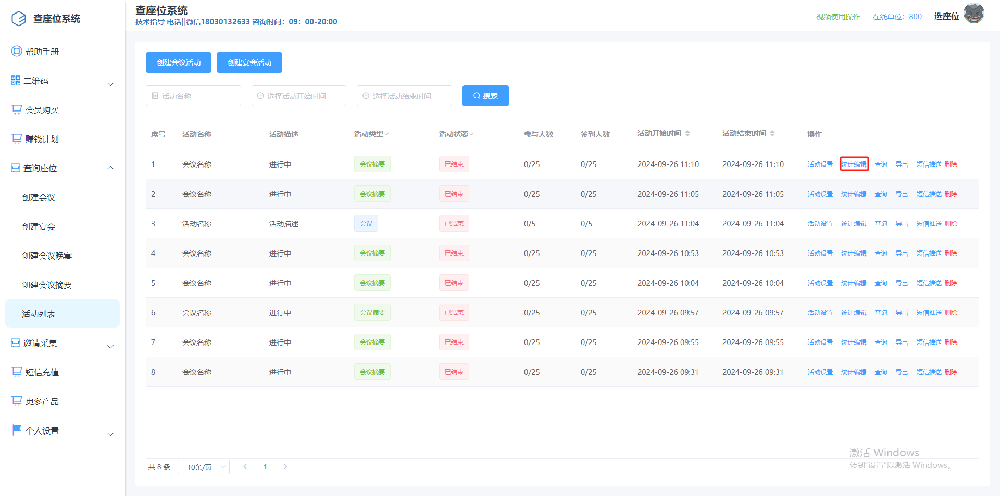 查座位系统
帮助手册
二维码
会员购买
赚钱计划
查询座位
创建会议
创建宴会
创建会议晚宴
创建会议摘要
活动列表
邀请采集
短信充值
更多产品
个人设置
查座位系统
技术指导 电话||微信18030132633 咨询时间：09：00-20:00
视频使用操作 在线单位：800 选座位
创建会议活动 创建宴会活动
活动名称 选择活动开始时间 选择活动结束时间 搜索
序号 活动名称 活动描述 活动类型 活动状态 参与人数 签到人数 活动开始时间 活动结束时间 操作
1 会议名称 进行中 会议摘要 已结束 0/25 0/25 2024-09-26 11:10 2024-09-26 11:10 活动设置 统计编辑 查询 导出 短信推送 删除
2 会议名称 进行中 会议摘要 已结束 0/25 0/25 2024-09-26 11:05 2024-09-26 11:05 活动设置 统计编辑 查询 导出 短信推送 删除
3 活动名称 活动描述 会议 已结束 0/5 0/5 2024-09-26 11:04 2024-09-26 11:04 活动设置 统计编辑 查询 导出 短信推送 删除
4 会议名称 进行中 会议摘要 已结束 0/25 0/25 2024-09-26 10:53 2024-09-26 10:53 活动设置 统计编辑 查询 导出 短信推送 删除
5 会议名称 进行中 会议摘要 已结束 0/25 0/25 2024-09-26 10:04 2024-09-26 10:04 活动设置 统计编辑 查询 导出 短信推送 删除
6 会议名称 进行中 会议摘要 已结束 0/25 0/25 2024-09-26 09:57 2024-09-26 09:57 活动设置 统计编辑 查询 导出 短信推送 删除
7 会议名称 进行中 会议摘要 已结束 0/25 0/25 2024-09-26 09:55 2024-09-26 09:55 活动设置 统计编辑 查询 导出 短信推送 删除
8 会议名称 进行中 会议摘要 已结束 0/25 0/25 2024-09-26 09:31 2024-09-26 09:31 活动设置 统计编辑 查询 导出 短信推送 删除
共 8 条 10条/页 1
激活 Windows
转到"设置"以激活 Windows。